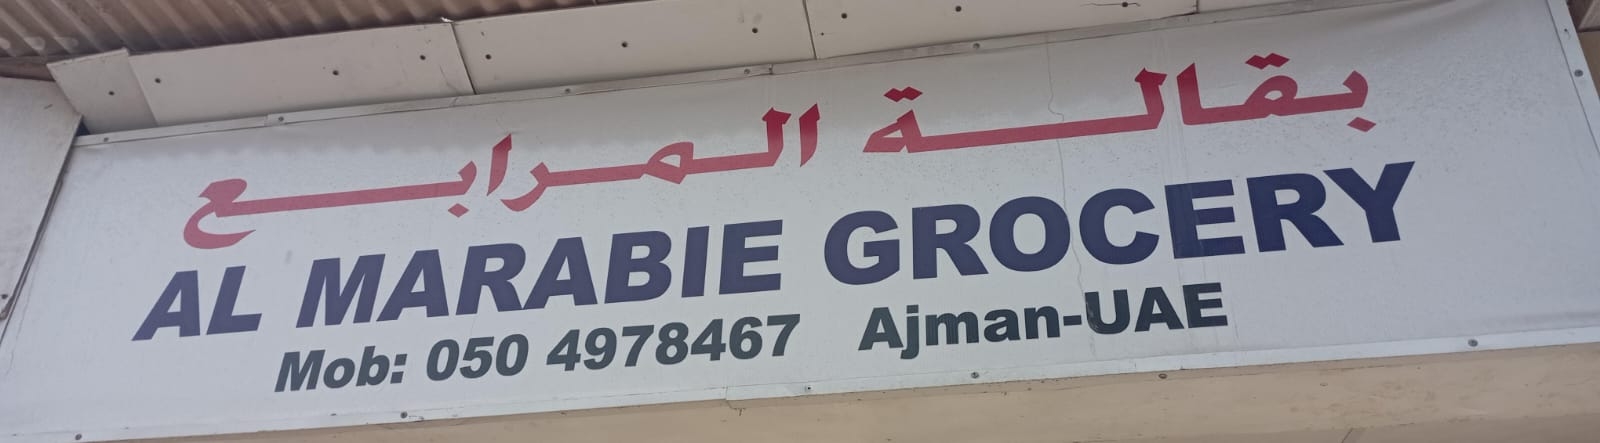 بقالة المرابع
AL MARABIE GROCERY
Mob: 050 4978467 Ajman-UAE